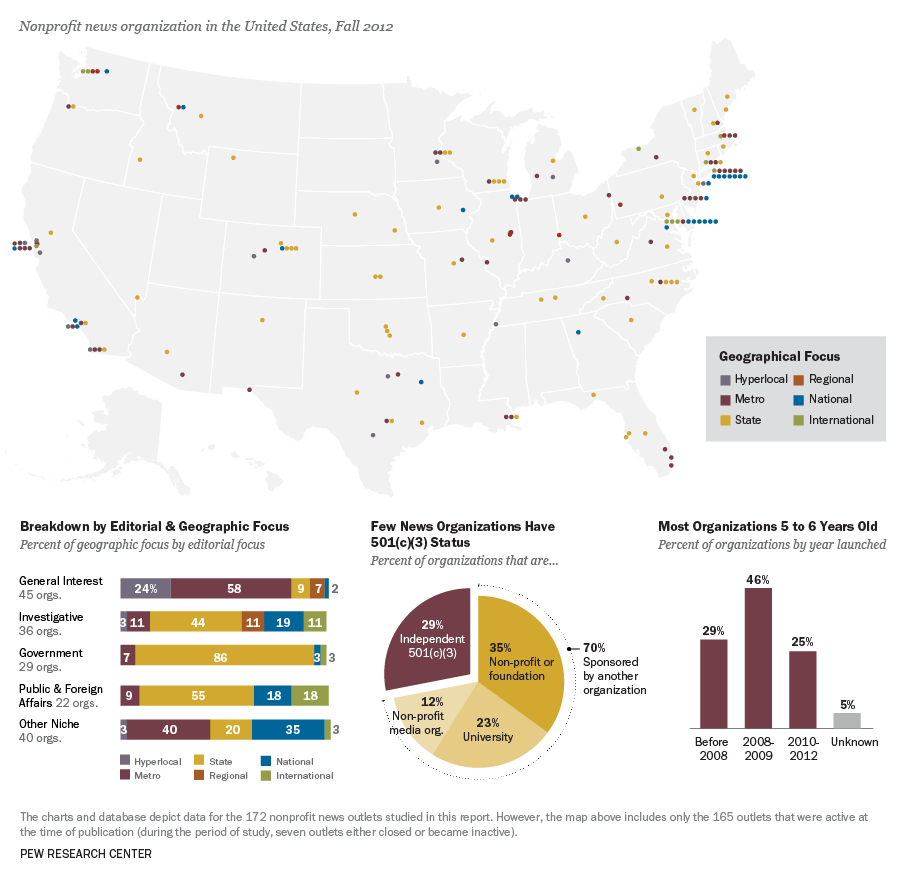 Nonprofit news organization in the United States, Fall 2012
Geographical Focus
Hyperlocal
Regional
Metro
National
State
International
Breakdown by Editorial & Geographic Focus
Percent of geographic focus by editorial focus
General Interest
45 orgs.
24%
58
9
7
2
Investigative
36 orgs.
3
11
44
11
19
11
Government
29 orgs.
7
86
3
3
Public & Foreign
Affairs 22 orgs.
9
55
18
18
Other Niche
40 orgs.
3
40
20
35
3
Hyperlocal
State
National
Metro
Regional
International
Few News Organizations Have
501(c)(3) Status
Percent of organizations that are...
29%
Independent
501(c)(3)
35%
Non-profit or
foundation
70%
Sponsored
by another
organization
12%
Non-profit
media org.
23%
University
Most Organizations 5 to 6 Years Old
Percent of organizations by year launched
29%
46%
25%
5%
Before
2008
2008-
2009
2010-
2012
Unknown
The charts and database depict data for the 172 nonprofit news outlets studied in this report. However, the map above includes only the 165 outlets that were active at
the time of publication (during the period of study, seven outlets either closed or became inactive).
PEW RESEARCH CENTER